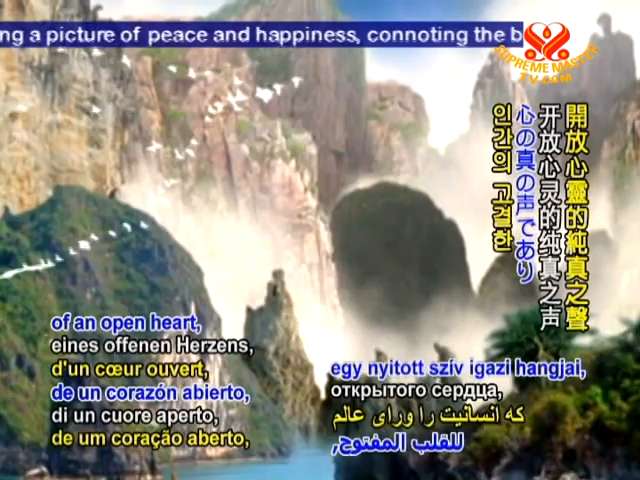 ng a picture of peace and happiness, connoting the b
SUPREME MASTER
TV.COM
開放心靈的純真之聲
开放心灵的纯真之声
心の真の声であり
인간의 고결한
of an open heart,
eines offenen Herzens,
d'un cœur ouvert,
de un corazón abierto,
di un cuore aperto,
de um coração aberto,
egy nyitott szív igazi hangjai,
открытого сердца,
که انسانیت را ورای عالم
للقلب المفتوح,